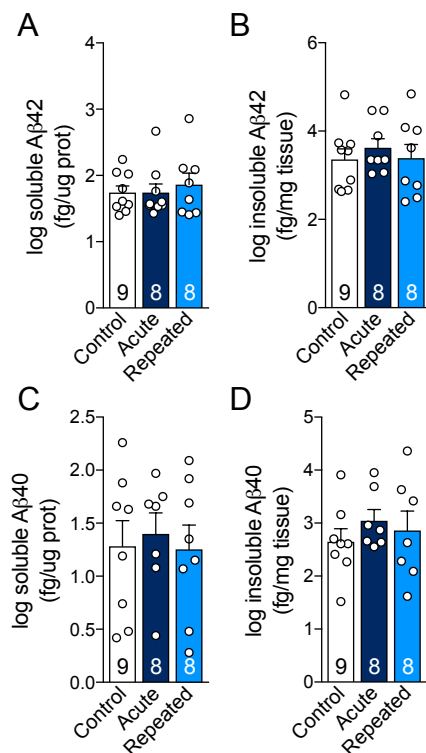 A
log soluble Aβ42
(fg/ug prot)
4
3
2
1
0
9
8
8
Control
Acute
Repeated
B
log insoluble Aβ42
(fg/mg tissue)
6
4
2
0
9
8
8
Control
Acute
Repeated
C
log soluble Aβ40
(fg/ug prot)
2.5
2.0
1.5
1.0
0.5
0.0
9
8
8
Control
Acute
Repeated
D
log insoluble Aβ40
(fg/mg tissue)
5
4
3
2
1
0
9
8
8
Control
Acute
Repeated